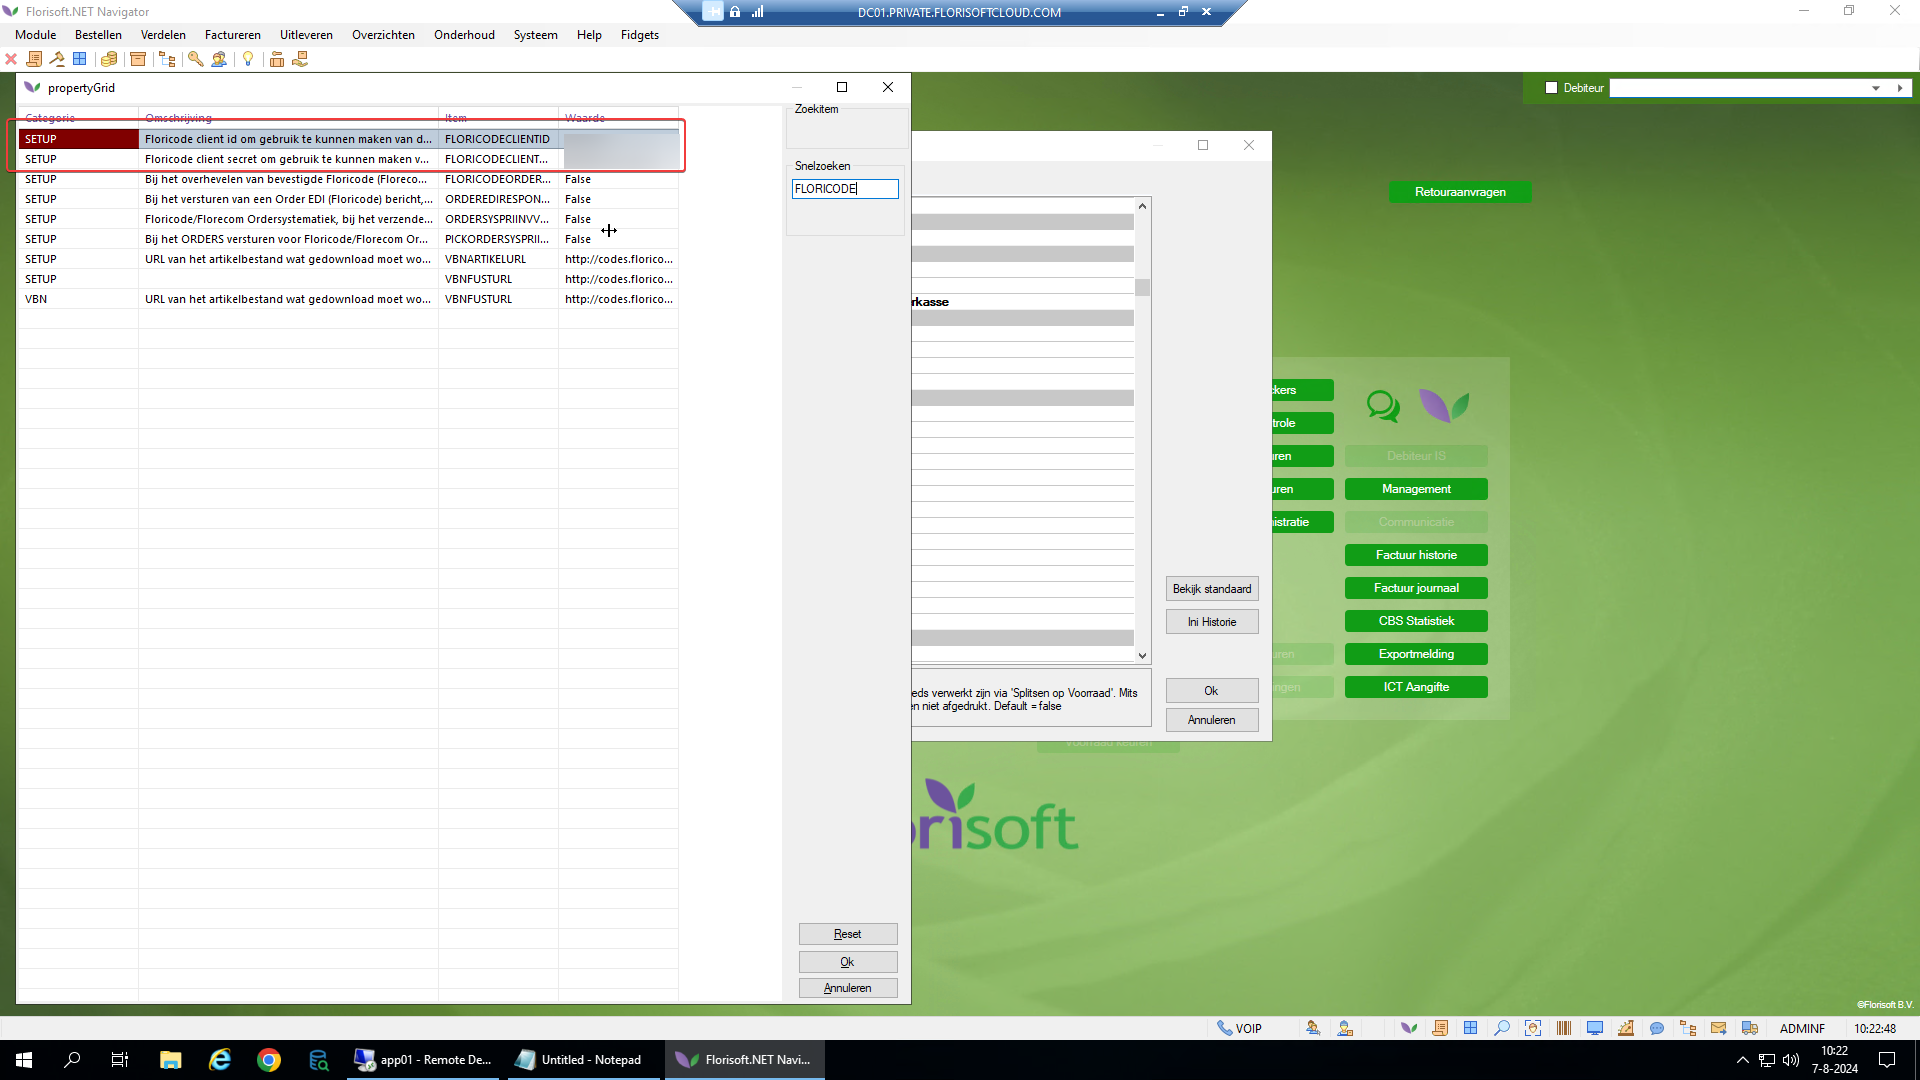 Florisoft.NET Navigator
DC01.PRIVATE.FLORISOFTCLOUD.COM
Module Bestellen Verdelen Factureren Uitleveren Overzichten Onderhoud Systeem Help Fidgets
propertyGrid
Debiteur
Categorie Omschrijving Item Waarde
Zoekitem
SETUP Floricode client id om gebruik te kunnen maken van d... FLORICODECLIENTID
SETUP Floricode client secret om gebruik te kunnen maken v... FLORICODECLIENT...
Snelzoeken
FLORICODE
SETUP Bij het overhevelen van bevestigde Floricode (Floreco... FLORICODEORDER... False
SETUP Bij het versturen van een Order EDI (Floricode) bericht,... ORDEREDIRESPON... False
SETUP Floricode/Florecom Ordersystematiek, bij het verzende... ORDERSYSPRIINVV... False
SETUP Bij het ORDERS versturen voor Floricode/Florecom Or... PICKORDERSYSPRII... False
SETUP URL van het artikelbestand wat gedownload moet wo... VBNARTIKELURL http://codes.florico...
SETUP VBNFUSTURL http://codes.florico...
VBN URL van het artikelbestand wat gedownload moet wo... VBNFUSTURL http://codes.florico...
Retouraanvragen
rkasse
ckers
trole
uren
uren
nistratie
uren
ngen
Debiteur IS
Management
Communicatie
Factuur historie
Factuur journaal
CBS Statistiek
Exportmelding
ICT Aangifte
Bekijk standaard
Ini Historie
eds verwerkt zijn via 'Splitsen op Voorraad'. Mits
en niet afgedrukt. Default = false
Ok
Annuleren
Voorraad keuren
orisoft
Reset
Ok
Annuleren
©Florisoft B.V.
VOIP
ADMINF 10:22:48
app01 - Remote De...
Untitled - Notepad
Florisoft.NET Navi...
10:22
7-8-2024